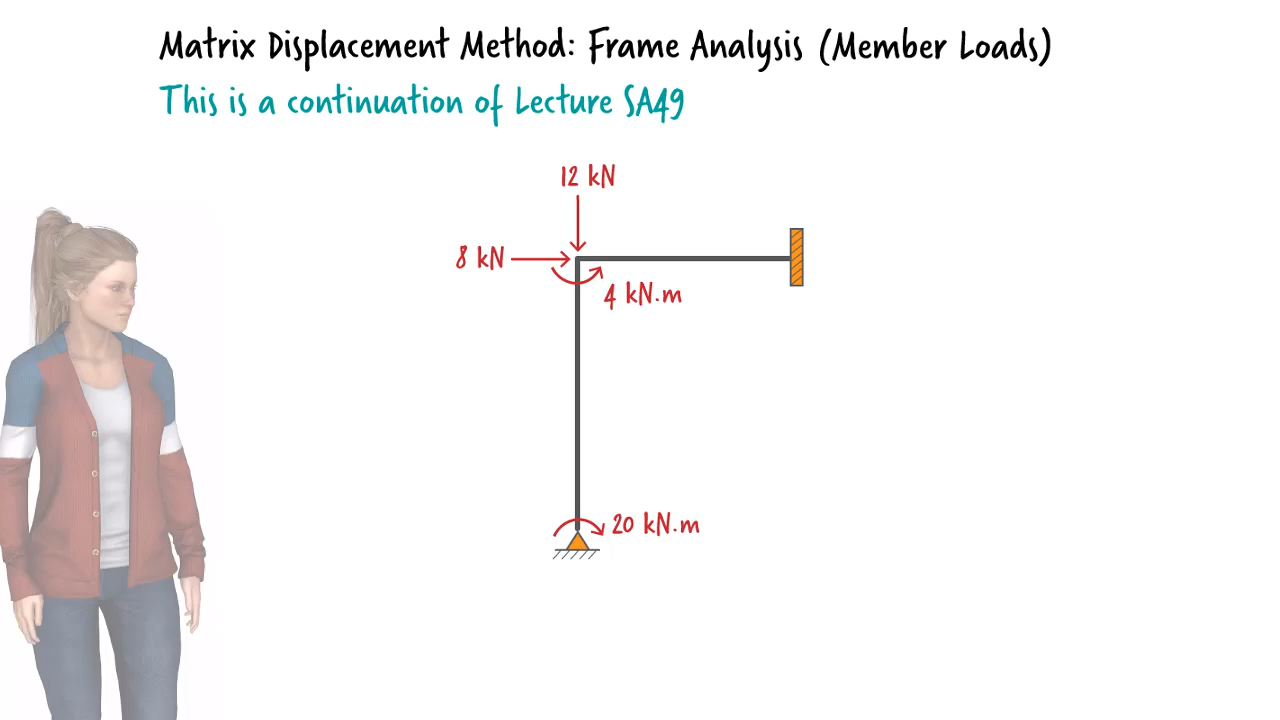 Matrix Displacement Method: Frame Analysis (Member Loads)
This is a continuation of Lecture SA49
12 kN
8 kN
4 kN.m
20 kN.m